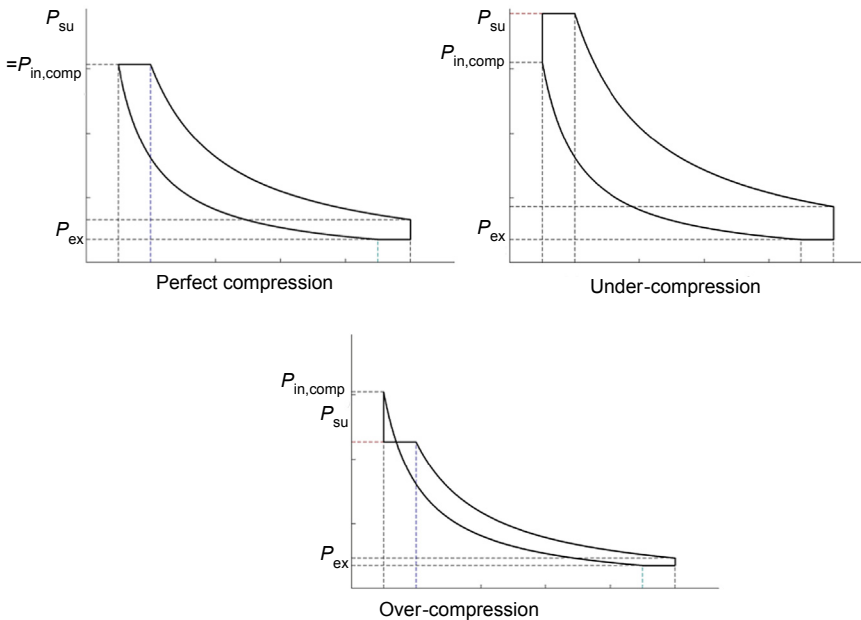 P_su
=P_in,comp
P_ex
Perfect compression
P_su
P_in,comp
P_ex
Under-compression
P_in,comp
P_su
P_ex
Over-compression